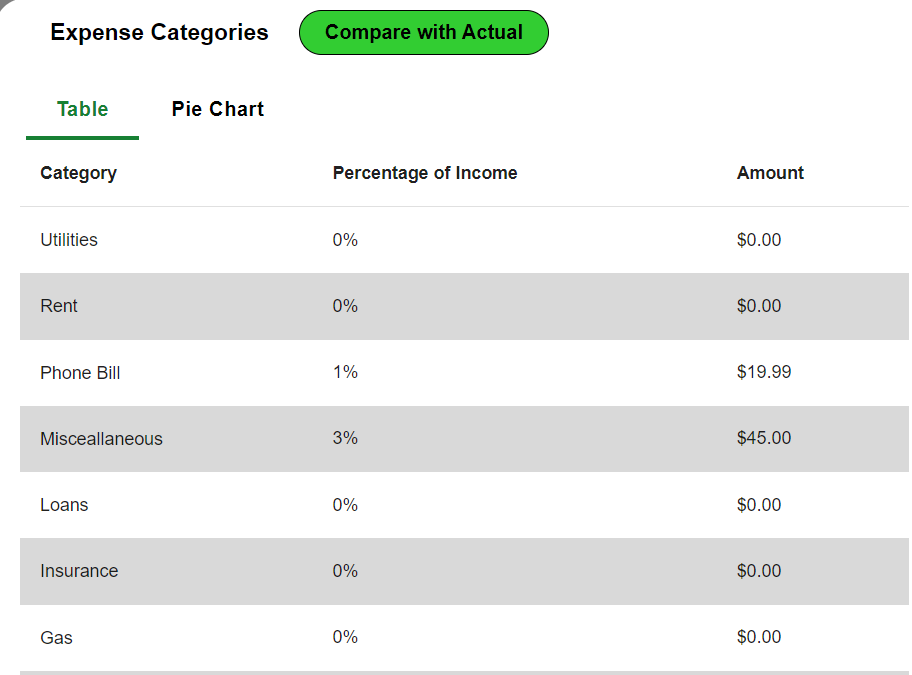 Expense Categories Compare with Actual
Table Pie Chart
Category Percentage of Income Amount
Utilities 0% $0.00
Rent 0% $0.00
Phone Bill 1% $19.99
Misceallaneous 3% $45.00
Loans 0% $0.00
Insurance 0% $0.00
Gas 0% $0.00